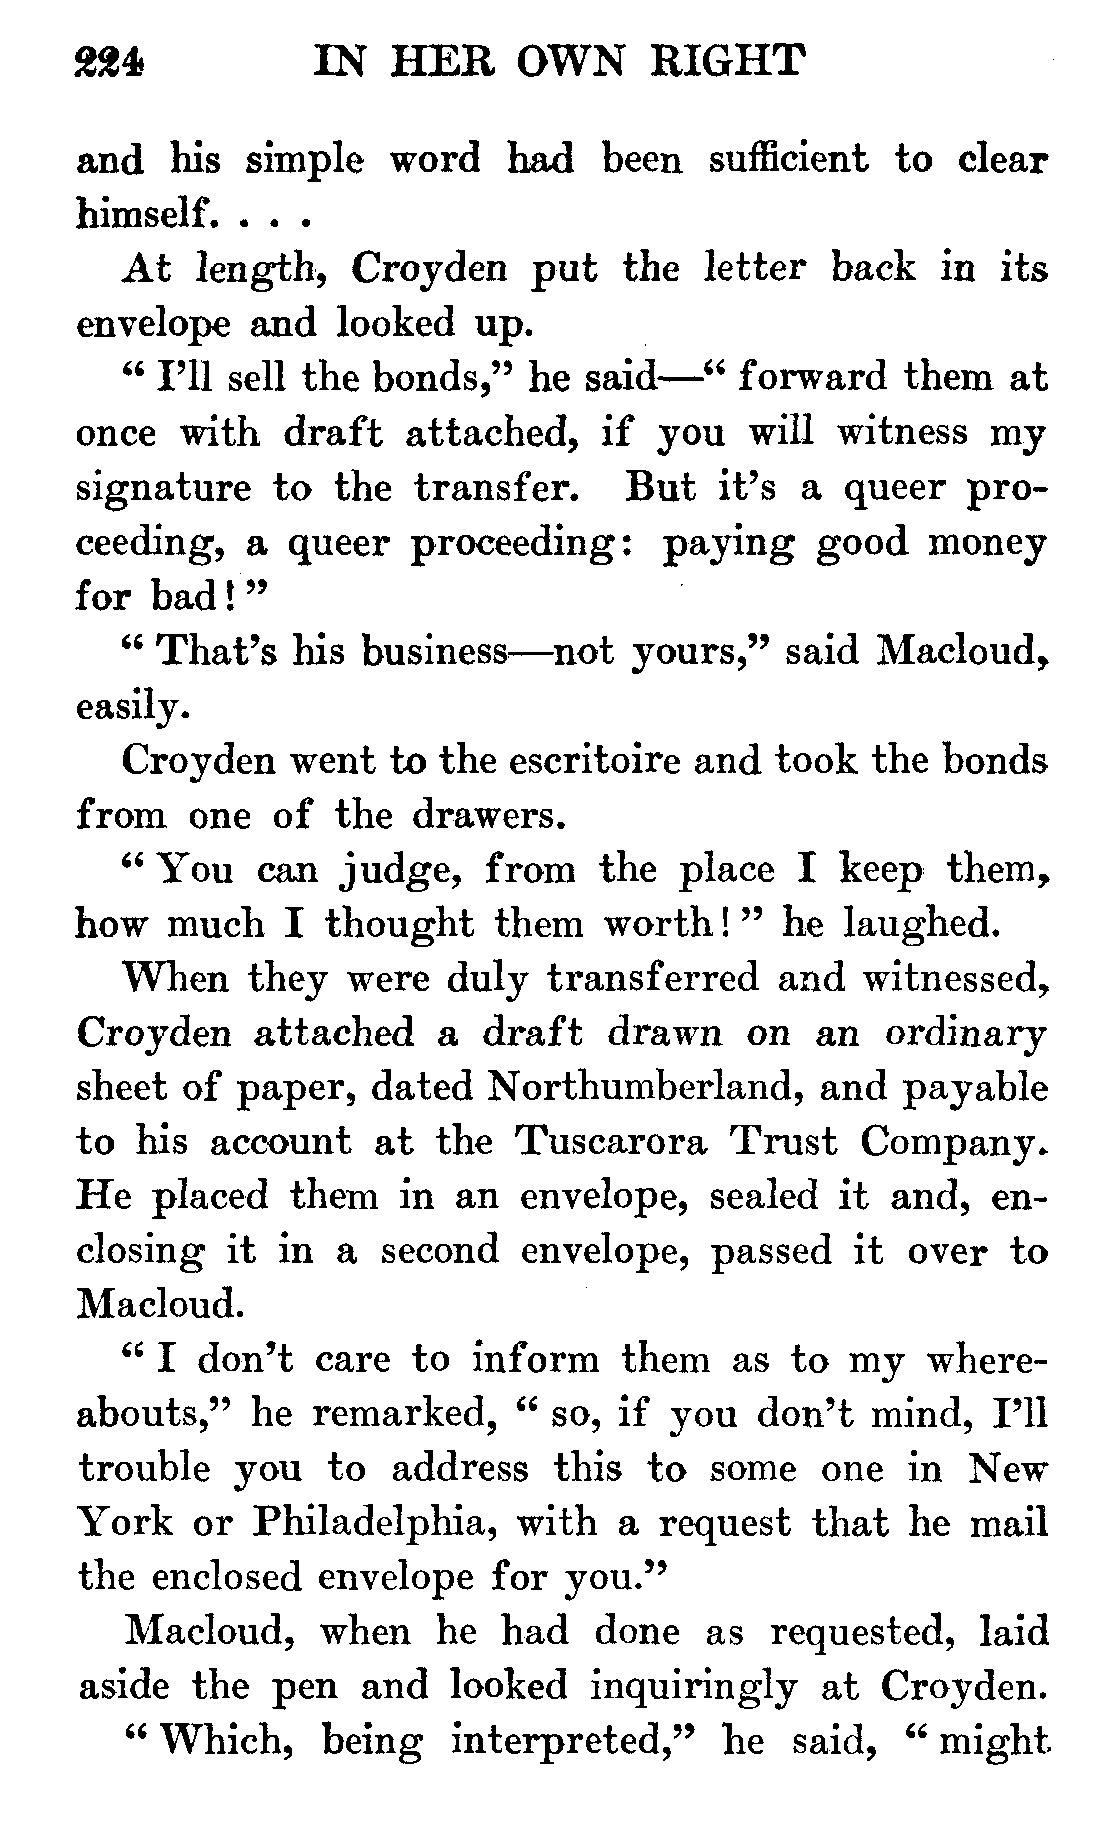 224 IN HER OWN RIGHT
and his simple word had been sufficient to clear
himself. . . .
At length, Croyden put the letter back in its
envelope and looked up.
“ I’ll sell the bonds,” he said—“ forward them at
once with draft attached, if you will witness my
signature to the transfer. But it’s a queer pro-
ceeding, a queer proceeding: paying good money
for bad! ”
“ That’s his business—not yours,” said Macloud,
easily.
Croyden went to the escritoire and took the bonds
from one of the drawers.
“ You can judge, from the place I keep them,
how much I thought them worth! ” he laughed.
When they were duly transferred and witnessed,
Croyden attached a draft drawn on an ordinary
sheet of paper, dated Northumberland, and payable
to his account at the Tuscarora Trust Company.
He placed them in an envelope, sealed it and, en-
closing it in a second envelope, passed it over to
Macloud.
“ I don’t care to inform them as to my where-
abouts,” he remarked, “ so, if you don’t mind, I’ll
trouble you to address this to some one in New
York or Philadelphia, with a request that he mail
the enclosed envelope for you.”
Macloud, when he had done as requested, laid
aside the pen and looked inquiringly at Croyden.
“ Which, being interpreted,” he said, “ might